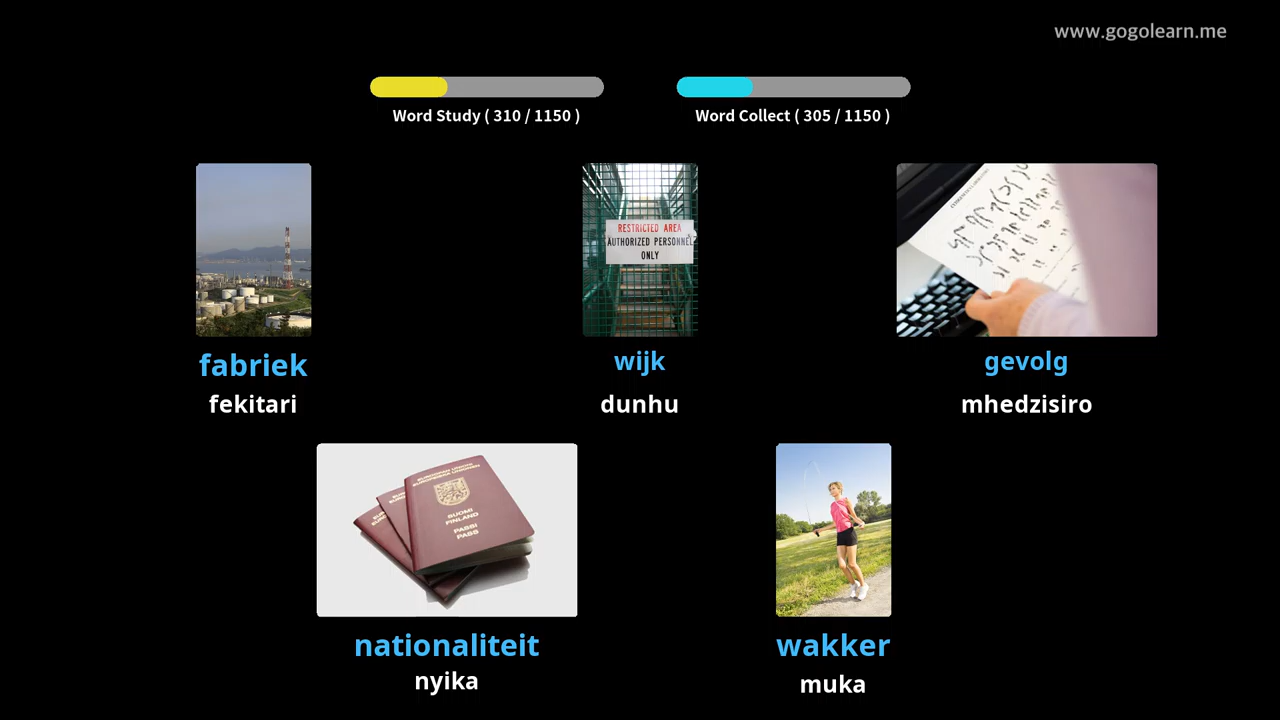 www.gogolearn.me
Word Study ( 310 / 1150 )
Word Collect ( 305 / 1150 )
RESTRICTED AREA
AUTHORIZED PERSONNEL
ONLY
fabriek
wijk
gevolg
fekitari
dunhu
mhedzisiro
SUOMI
FINLAND
PASSI
PASS
nationaliteit
wakker
nyika
muka